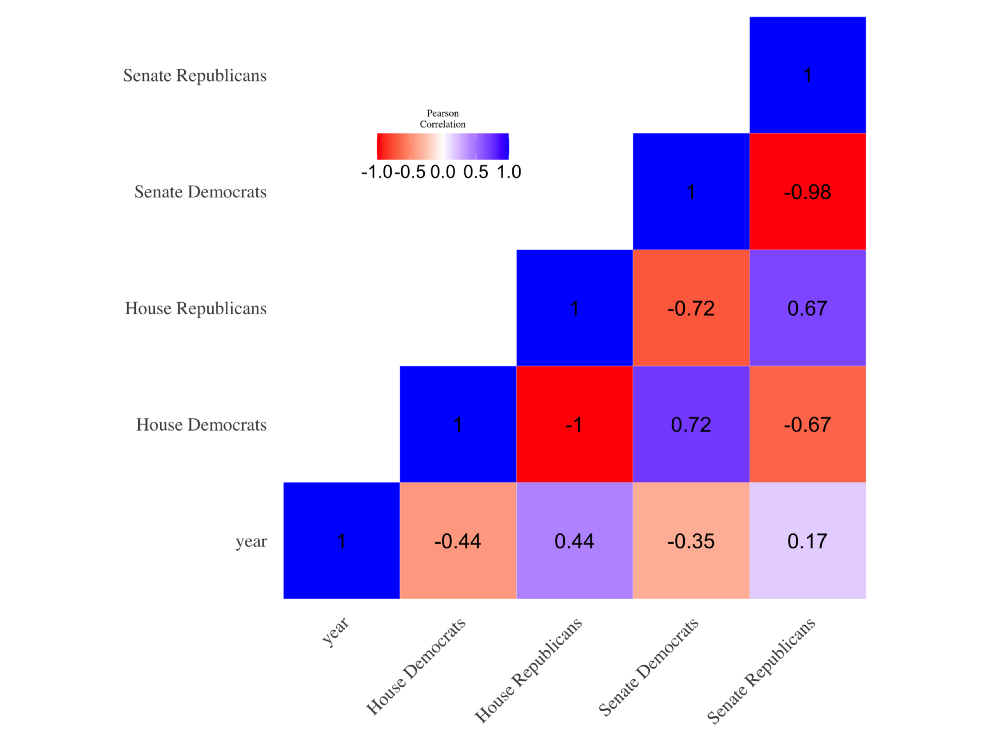 Senate Republicans
1
Pearson
Correlation
-1.0 -0.5 0.0 0.5 1.0
Senate Democrats
1 -0.98
House Republicans
1 -0.72 0.67
House Democrats
1 -1 0.72 -0.67
year
1 -0.44 0.44 -0.35 0.17
year
House Democrats
House Republicans
Senate Democrats
Senate Republicans